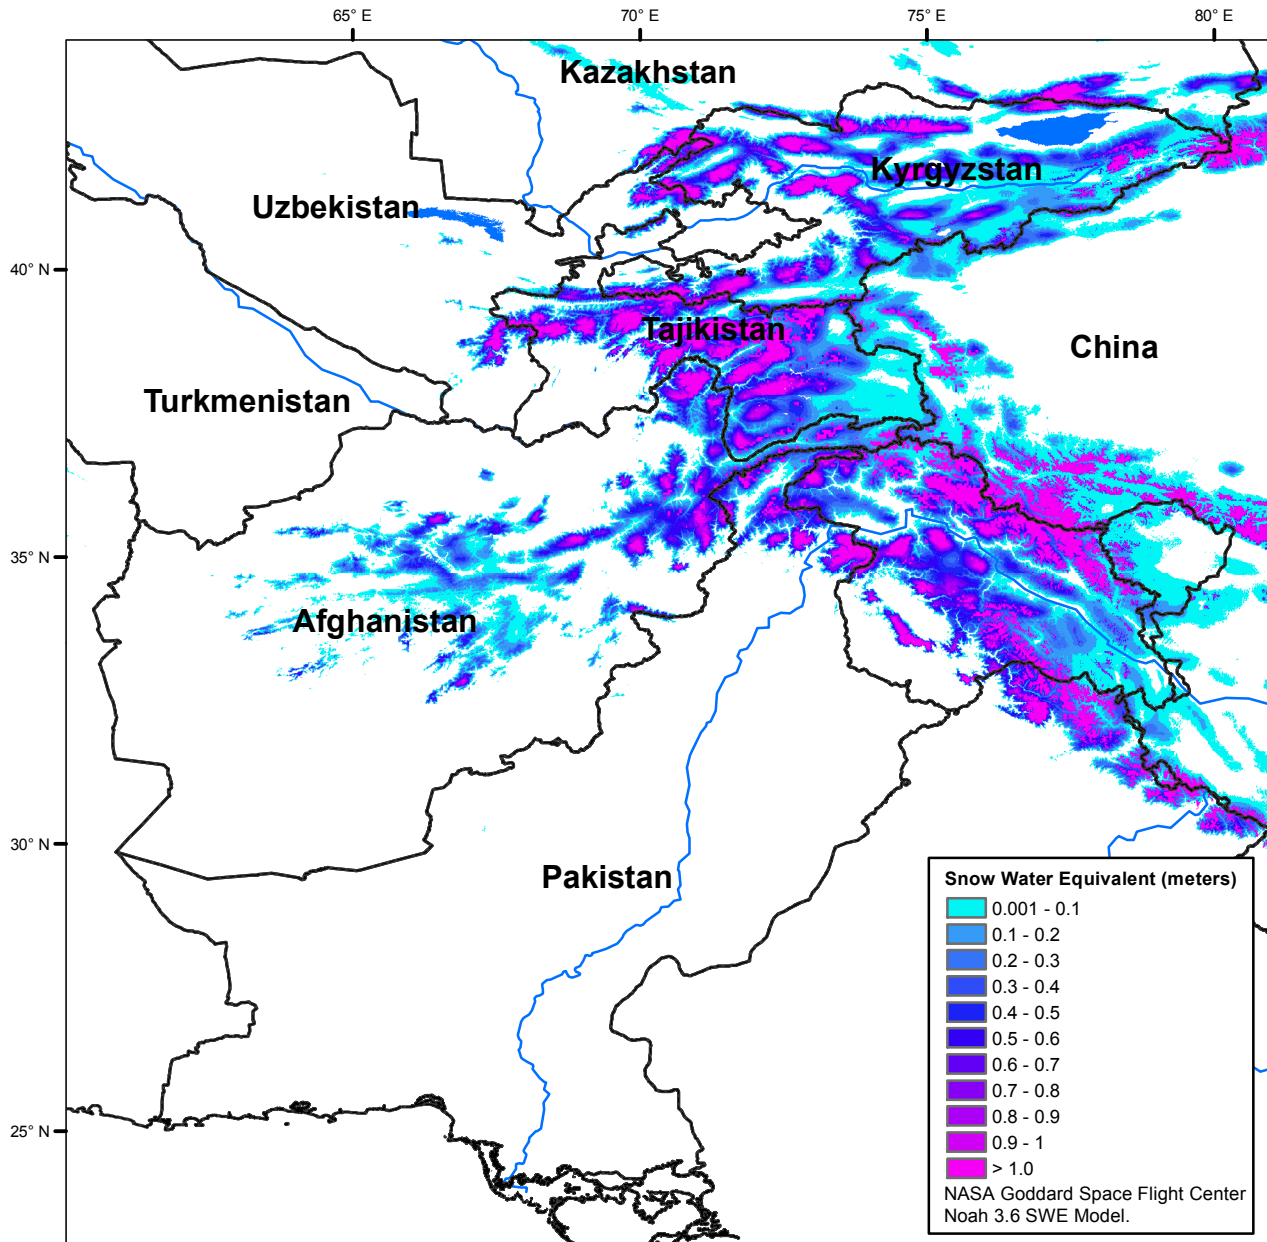 65° E
70° E
75° E
80° E
Kazakhstan
Kyrgyzstan
Uzbekistan
40° N
Tajikistan
China
Turkmenistan
35° N
Afghanistan
30° N
Pakistan
25° N
Snow Water Equivalent (meters)
0.001 - 0.1
0.1 - 0.2
0.2 - 0.3
0.3 - 0.4
0.4 - 0.5
0.5 - 0.6
0.6 - 0.7
0.7 - 0.8
0.8 - 0.9
0.9 - 1
> 1.0
NASA Goddard Space Flight Center
Noah 3.6 SWE Model.